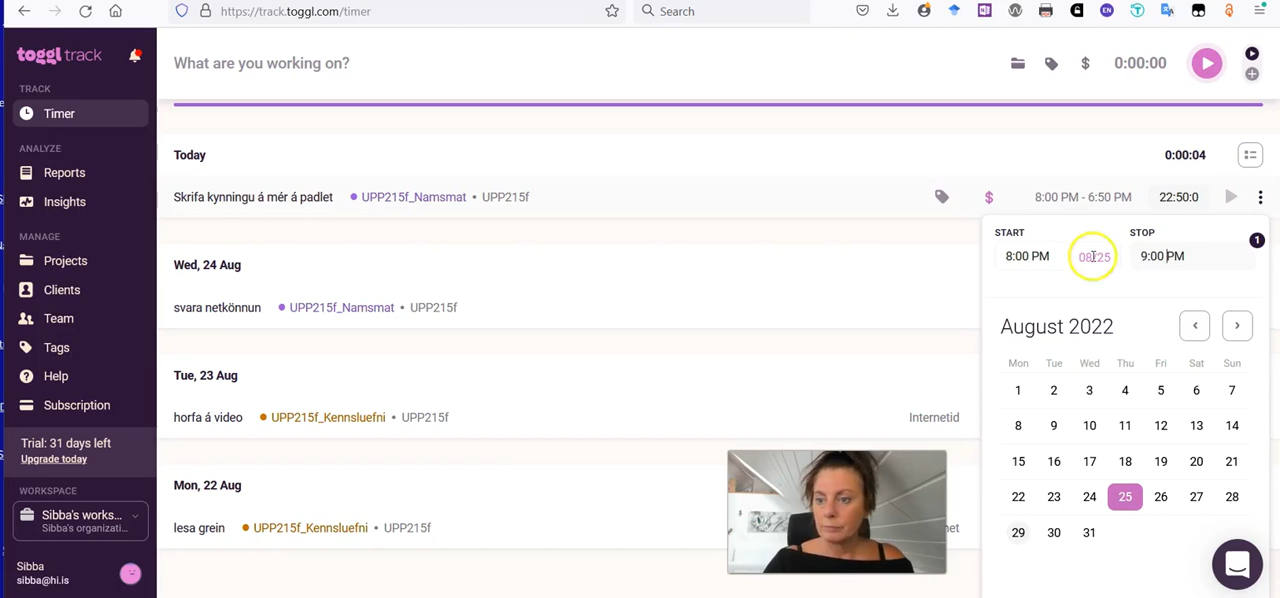 https://track.toggl.com/timer
Search
EN
toggl track
What are you working on?
$
0:00:00
TRACK
Timer
ANALYZE
Reports
Insights
MANAGE
Projects
Clients
Team
Tags
Help
Subscription
Trial: 31 days left
Upgrade today
WORKSPACE
Sibba's works...
Sibba's organizati...
Sibba
sibba@hi.is
Today
0:00:04
Skrifa kynningu á mér á padlet
UPP215f_Namsmat • UPP215f
$
8:00 PM - 6:50 PM
22:50:0
Wed, 24 Aug
svara netkönnun
UPP215f_Namsmat • UPP215f
Tue, 23 Aug
horfa á video
UPP215f_Kennsluefni • UPP215f
Internetid
Mon, 22 Aug
lesa grein
UPP215f_Kennsluefni • UPP215f
START
STOP
1
8:00 PM
08/25
9:00 PM
August 2022
Mon Tue Wed Thu Fri Sat Sun
1 2 3 4 5 6 7
8 9 10 11 12 13 14
15 16 17 18 19 20 21
22 23 24 25 26 27 28
29 30 31